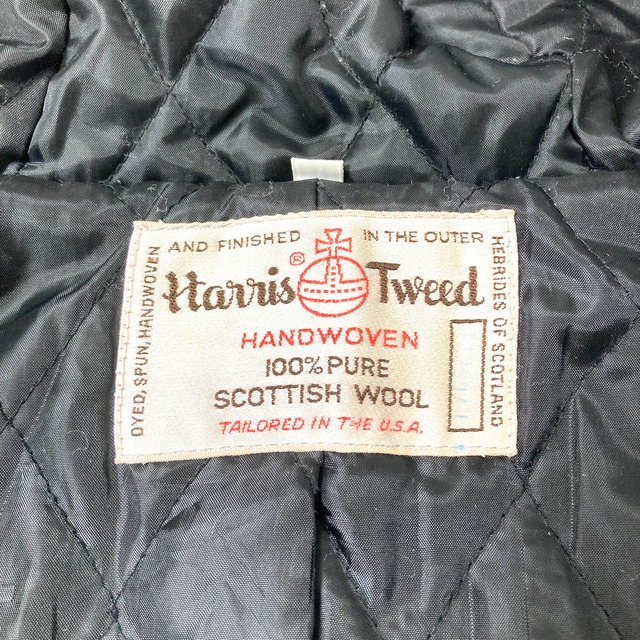 DYED, SPUN, HANDWOVEN
AND FINISHED IN THE OUTER
HEBRIDES OF SCOTLAND
Harris® Tweed
HANDWOVEN
100% PURE
SCOTTISH WOOL
TAILORED IN THE U.S.A.